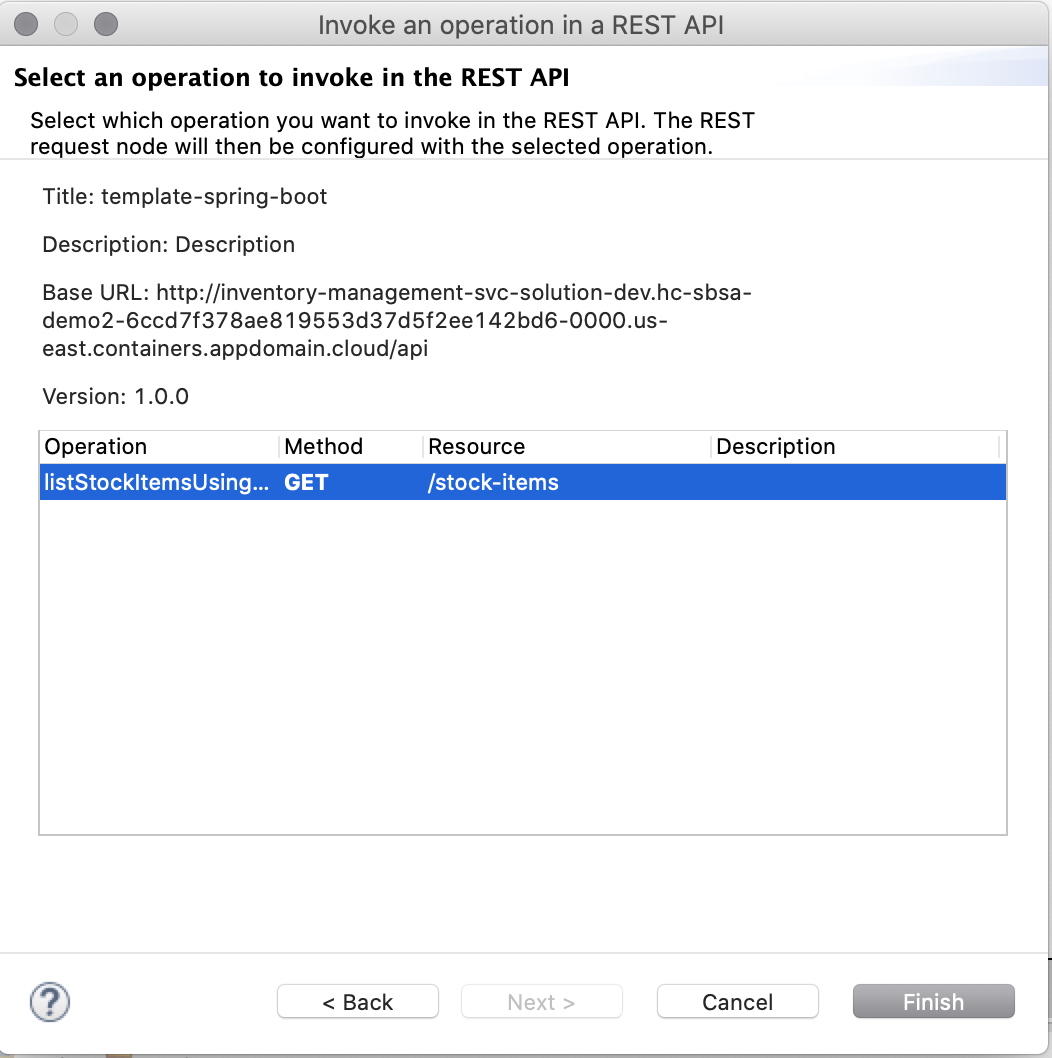 Invoke an operation in a REST API
Select an operation to invoke in the REST API
Select which operation you want to invoke in the REST API. The REST
request node will then be configured with the selected operation.
Title: template-spring-boot
Description: Description
Base URL: http://inventory-management-svc-solution-dev.hc-sbsa-
demo2-6ccd7f378ae819553d37d5f2ee142bd6-0000.us-
east.containers.appdomain.cloud/api
Version: 1.0.0
Operation Method Resource Description
listStockItemsUsing... GET /stock-items
? < Back Next > Cancel Finish